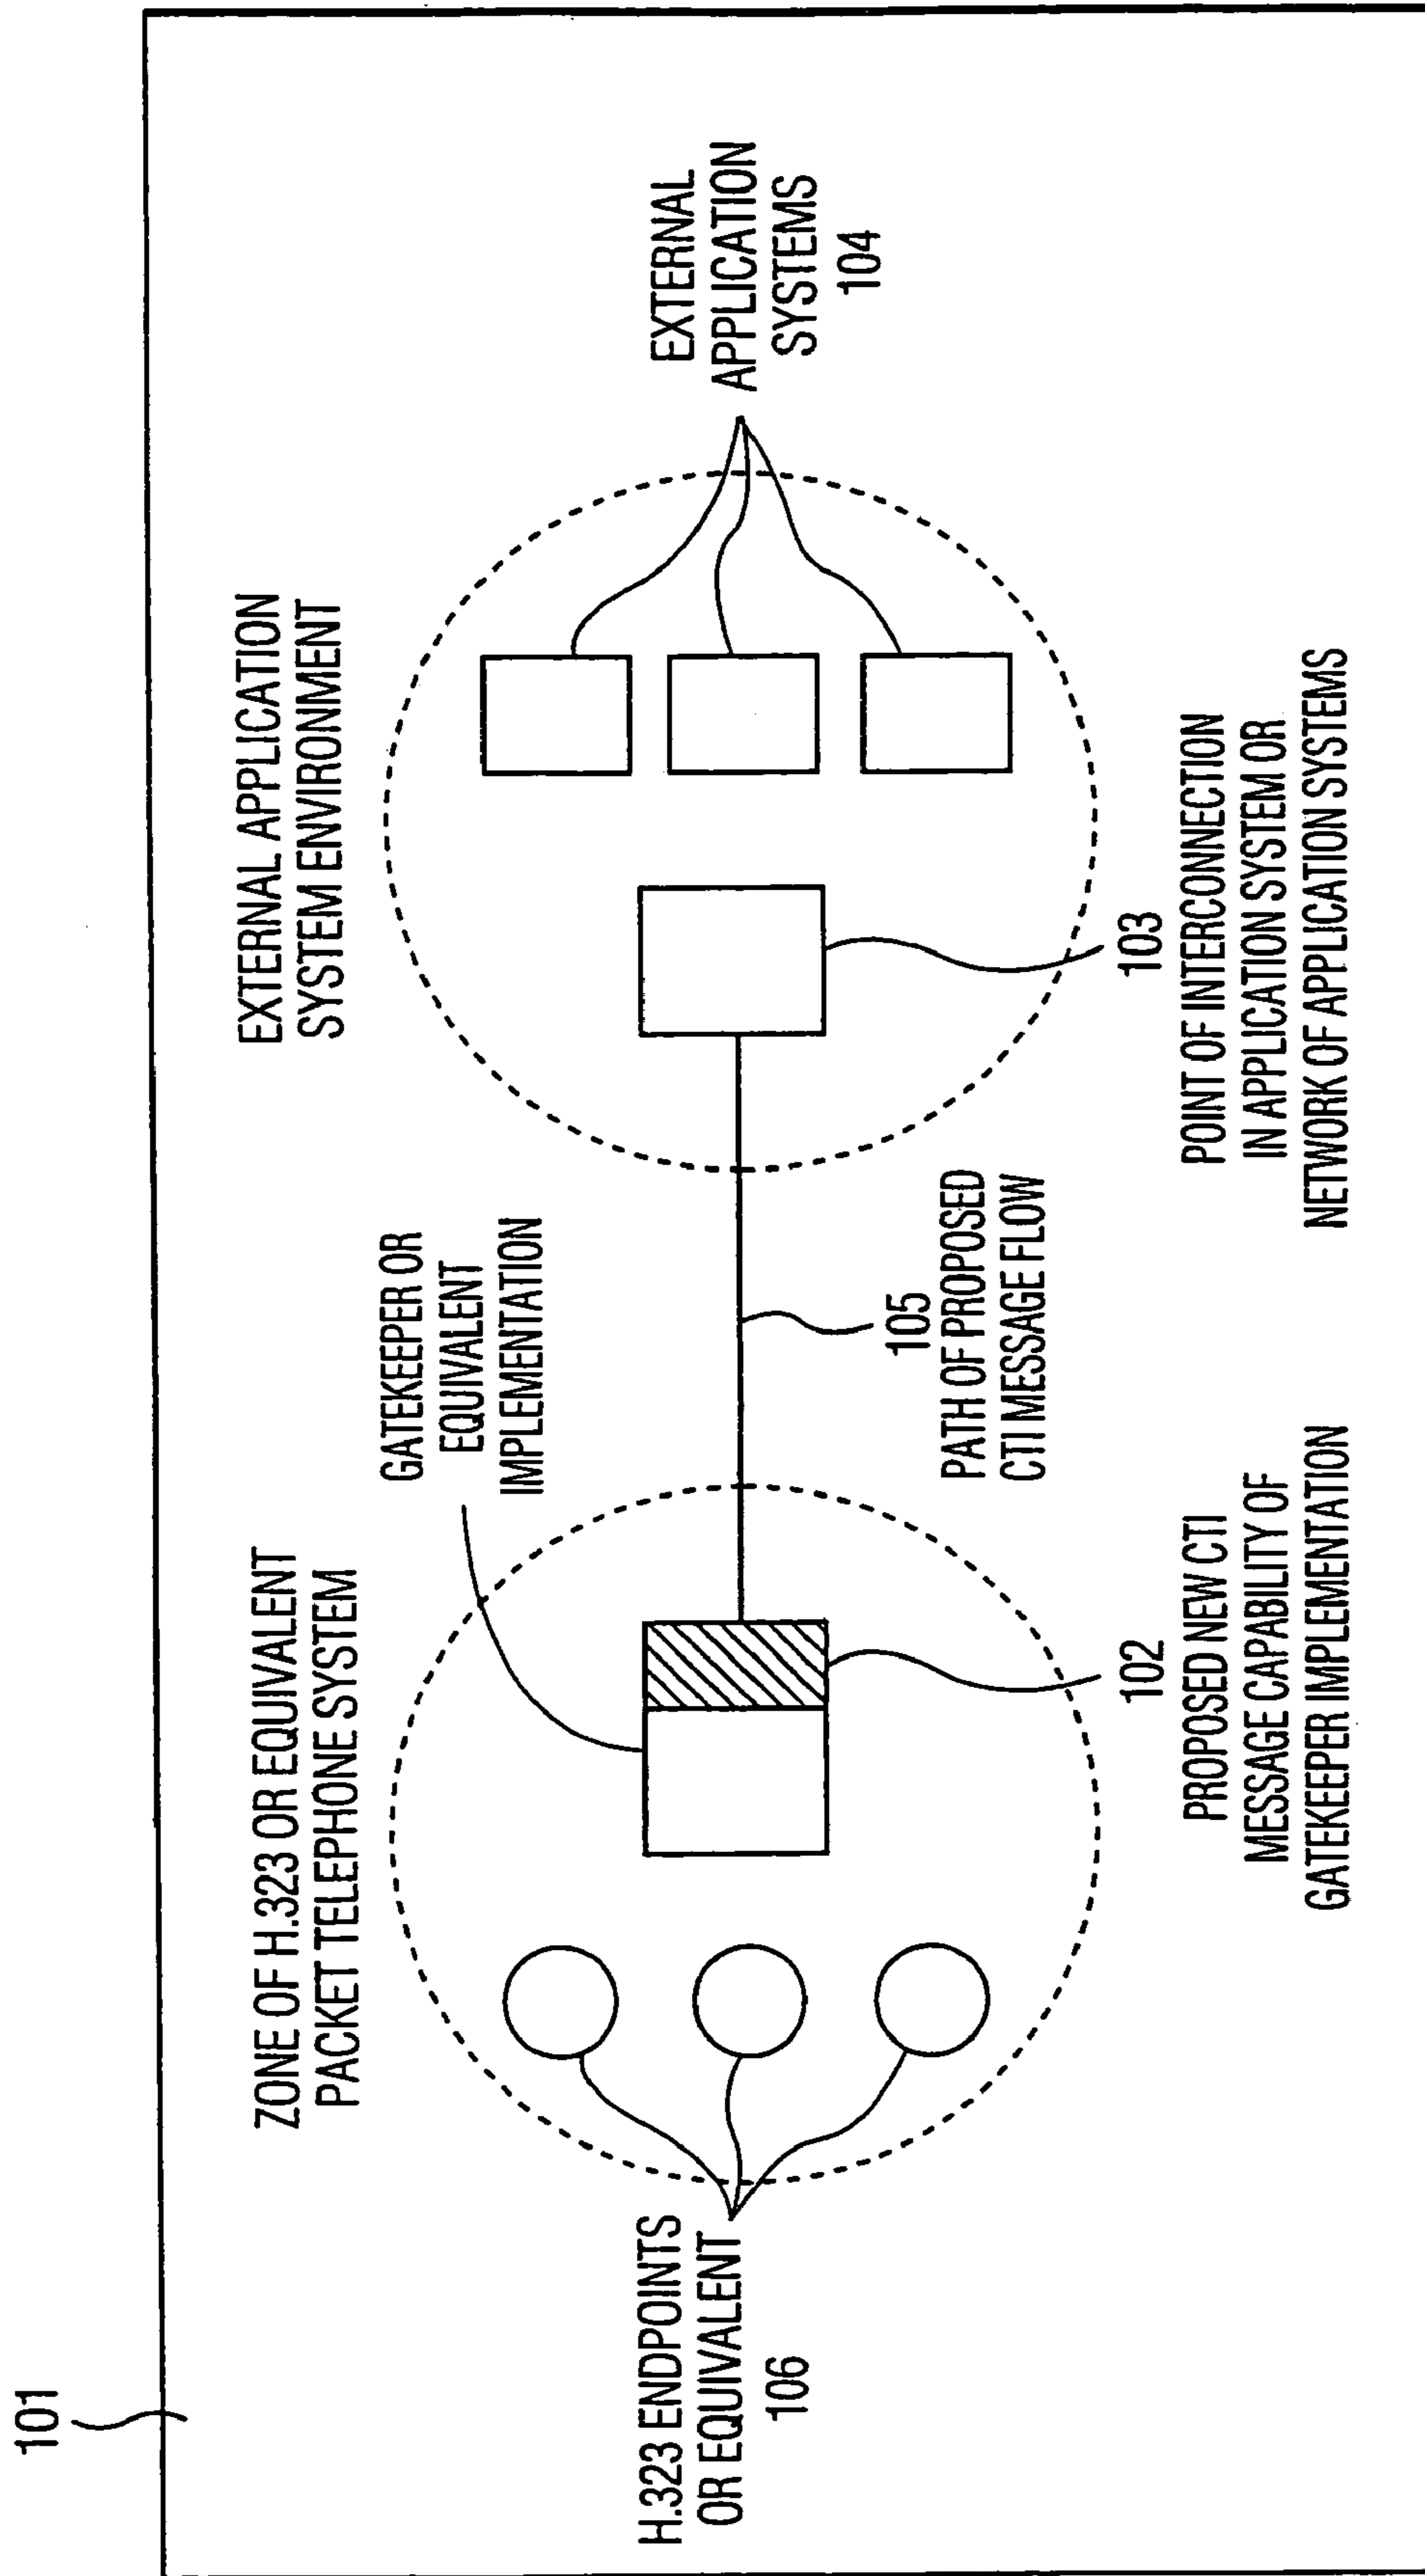 101
ZONE OF H.323 OR EQUIVALENT
PACKET TELEPHONE SYSTEM
EXTERNAL APPLICATION
SYSTEM ENVIRONMENT
GATEKEEPER OR
EQUIVALENT
IMPLEMENTATION
H.323 ENDPOINTS
OR EQUIVALENT
106
EXTERNAL
APPLICATION
SYSTEMS
104
105
PATH OF PROPOSED
CTI MESSAGE FLOW
102
PROPOSED NEW CTI
MESSAGE CAPABILITY OF
GATEKEEPER IMPLEMENTATION
103
POINT OF INTERCONNECTION
IN APPLICATION SYSTEM OR
NETWORK OF APPLICATION SYSTEMS